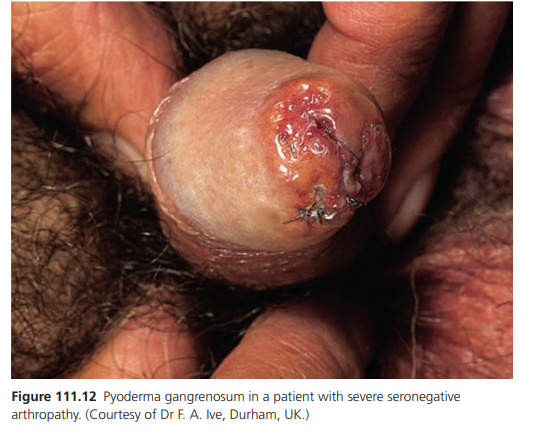 Figure 111.12 Pyoderma gangrenosum in a patient with severe seronegative
arthropathy. (Courtesy of Dr F. A. Ive, Durham, UK.)